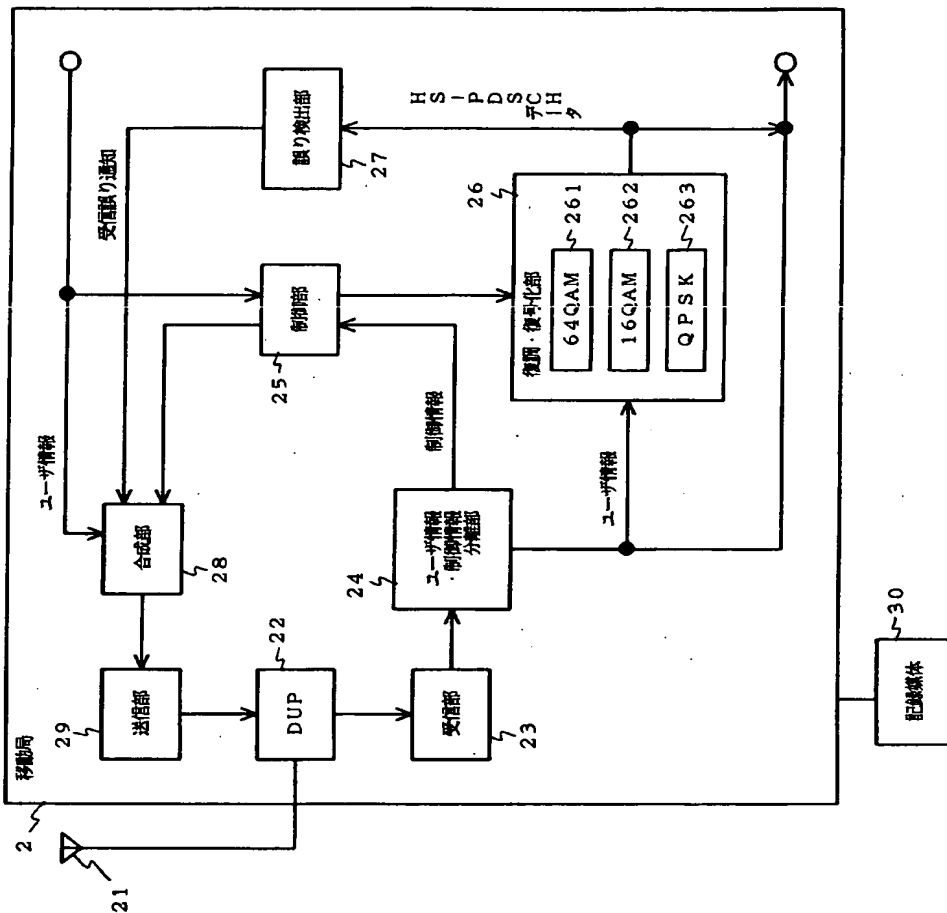 2
移動局
21
DUP
22
受信部
23
ユーザ情報
・制御情報
分離部
24
制御部
25
復調・復号化部
26
64QAM
261
16QAM
262
QPSK
263
誤り検出部
27
合成部
28
送信部
29
記録媒体
30
ユーザ情報
受信誤り通知
制御情報
ユーザ情報
HS-PDSCH
データ